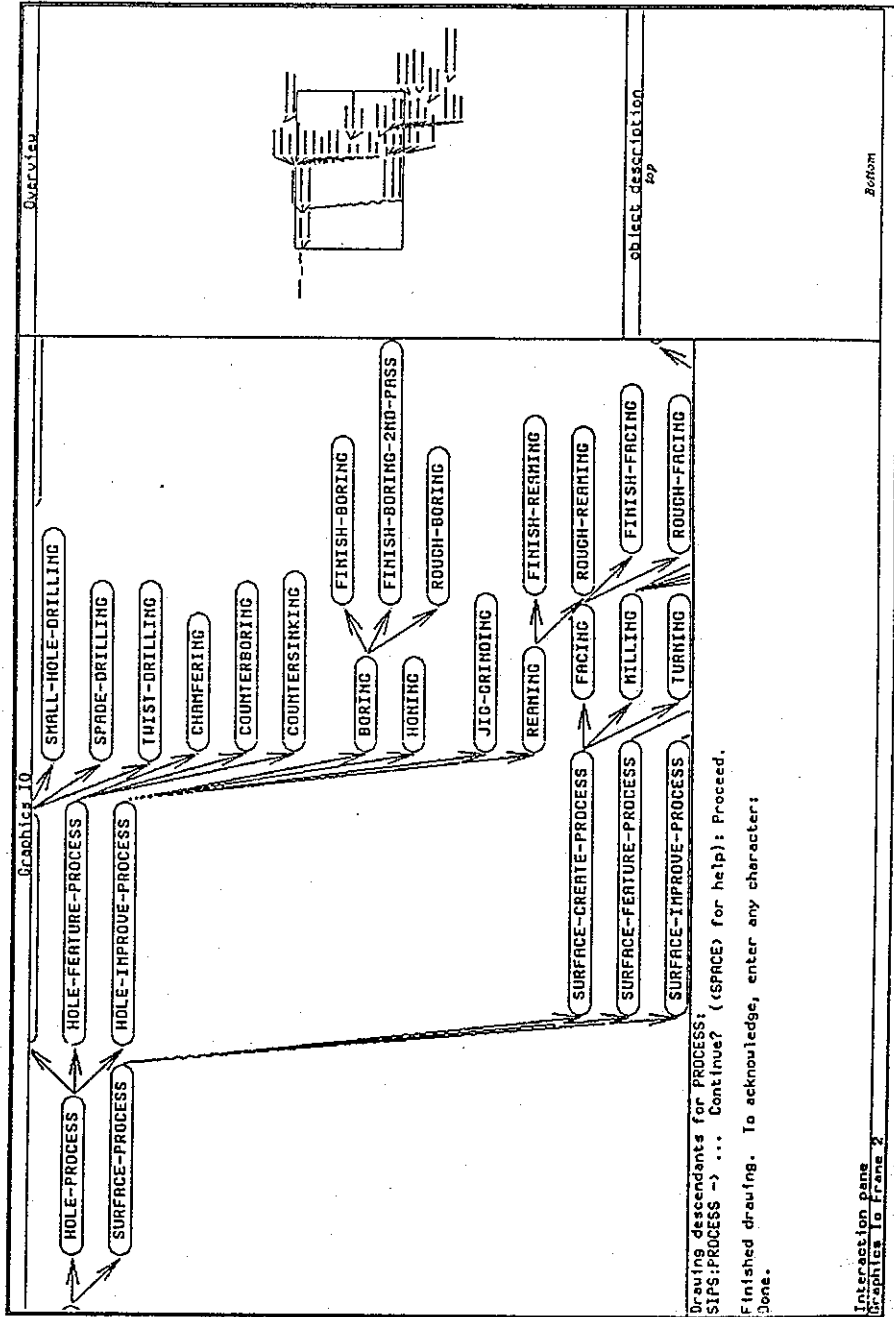 Graphics IO
Overview
SMALL-HOLE-DRILLING
HOLE-PROCESS
HOLE-FEATURE-PROCESS
SPADE-DRILLING
SURFACE-PROCESS
HOLE-IMPROVE-PROCESS
TWIST-DRILLING
CHAMFERING
COUNTERBORING
COUNTERSINKING
FINISH-BORING
BORING
FINISH-BORING-2ND-PASS
HONING
ROUGH-BORING
JIG-GRINDING
REAMING
FINISH-REAMING
SURFACE-CREATE-PROCESS
FACING
ROUGH-REAMING
SURFACE-FEATURE-PROCESS
MILLING
FINISH-FACING
SURFACE-IMPROVE-PROCESS
TURNING
ROUGH-FACING
object description
top
Bottom
Drawing descendants for PROCESS:
SIPS:PROCESS -> ... Continue? (<SPACE> for help): Proceed.
Finished drawing. To acknowledge, enter any character:
Done.
Interaction pane
Graphics Io Frame 2